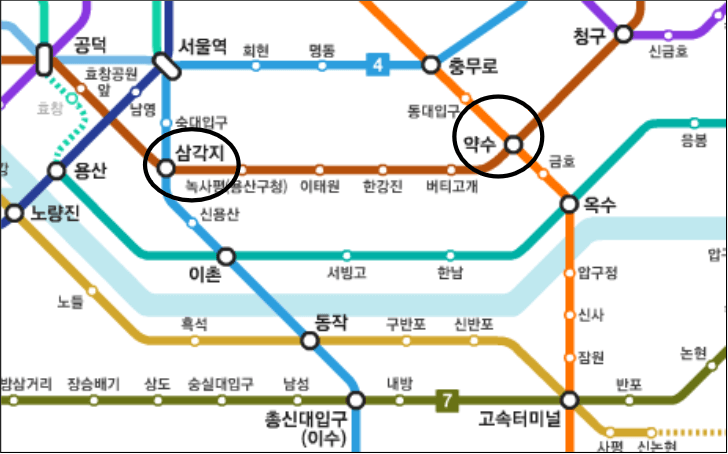 공덕
서울역
회현
명동
4
충무로
청구
신금호
효창공원
앞
효창
남영
숙대입구
동대입구
약수
응봉
삼각지
금호
용산
녹사평(용산구청)
이태원
한강진
버티고개
강
노량진
신용산
옥수
이촌
서빙고
한남
압구정
압구
노들
흑석
동작
구반포
신반포
신사
잠원
논현
방삼거리
장승배기
상도
숭실대입구
남성
내방
7
반포
총신대입구
(이수)
고속터미널
사평
신논현